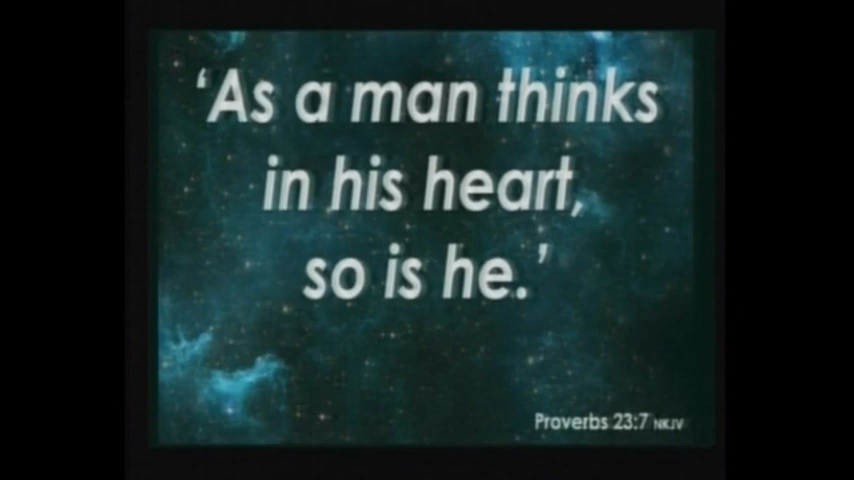 ‘As a man thinks
in his heart,
so is he.’
Proverbs 23:7 NKJV